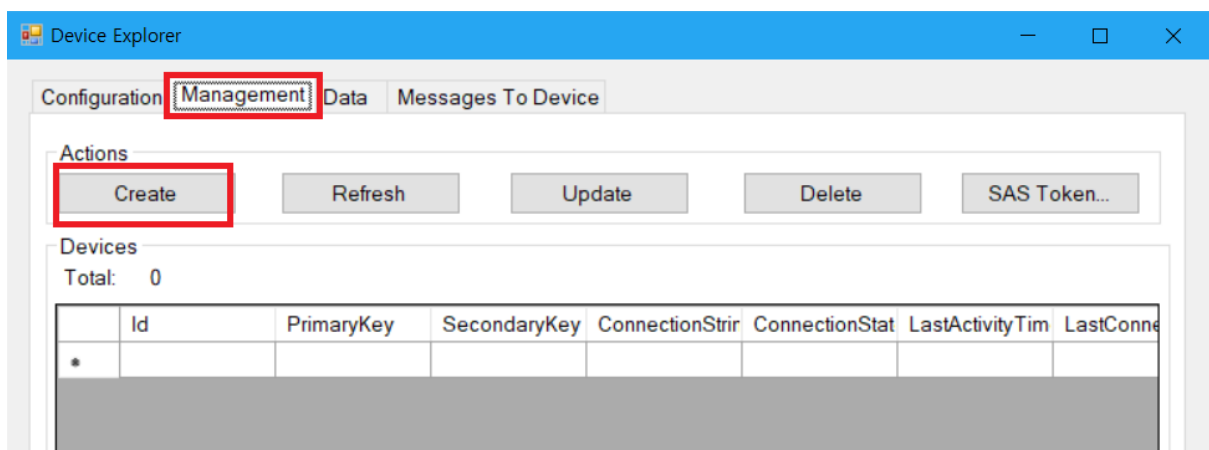 Device Explorer
Configuration Management Data Messages To Device
Actions
Create Refresh Update Delete SAS Token...
Devices
Total: 0
Id PrimaryKey SecondaryKey ConnectionStrin ConnectionStat LastActivityTim LastConne
*